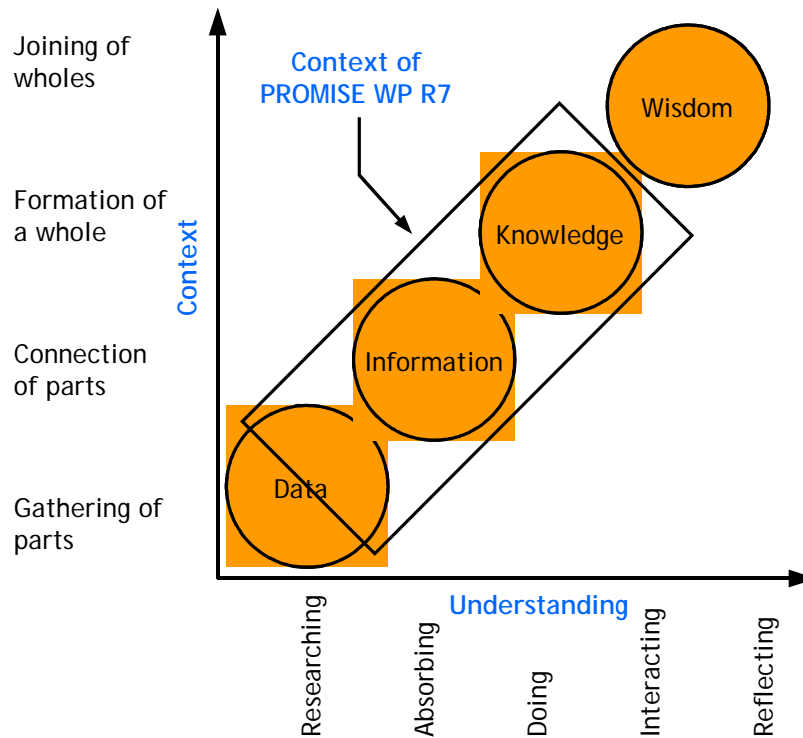 Joining of
wholes
Context of
PROMISE WP R7
Wisdom
Formation of
a whole
Knowledge
Context
Connection
of parts
Information
Data
Gathering of
parts
Understanding
Researching
Absorbing
Doing
Interacting
Reflecting